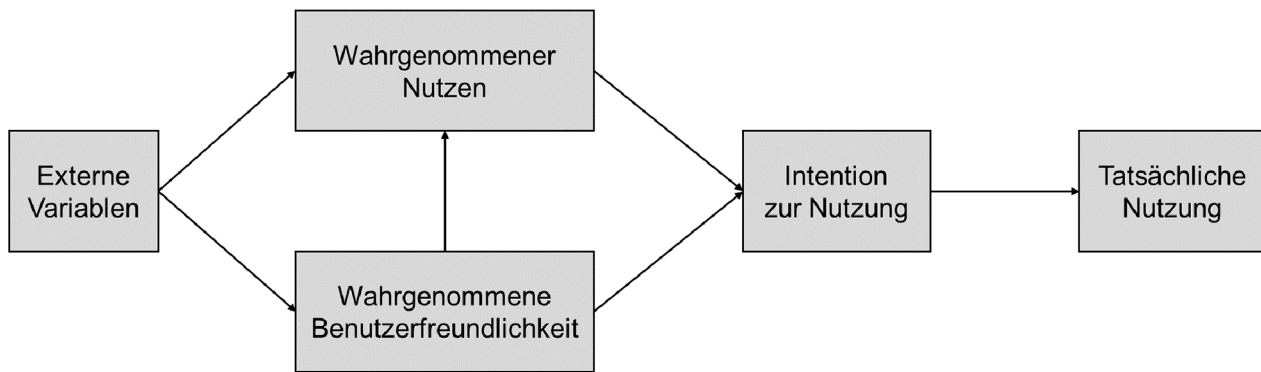 Wahrgenommener
Nutzen
Externe
Variablen
Wahrgenommene
Benutzerfreundlichkeit
Intention
zur Nutzung
Tatsächliche
Nutzung